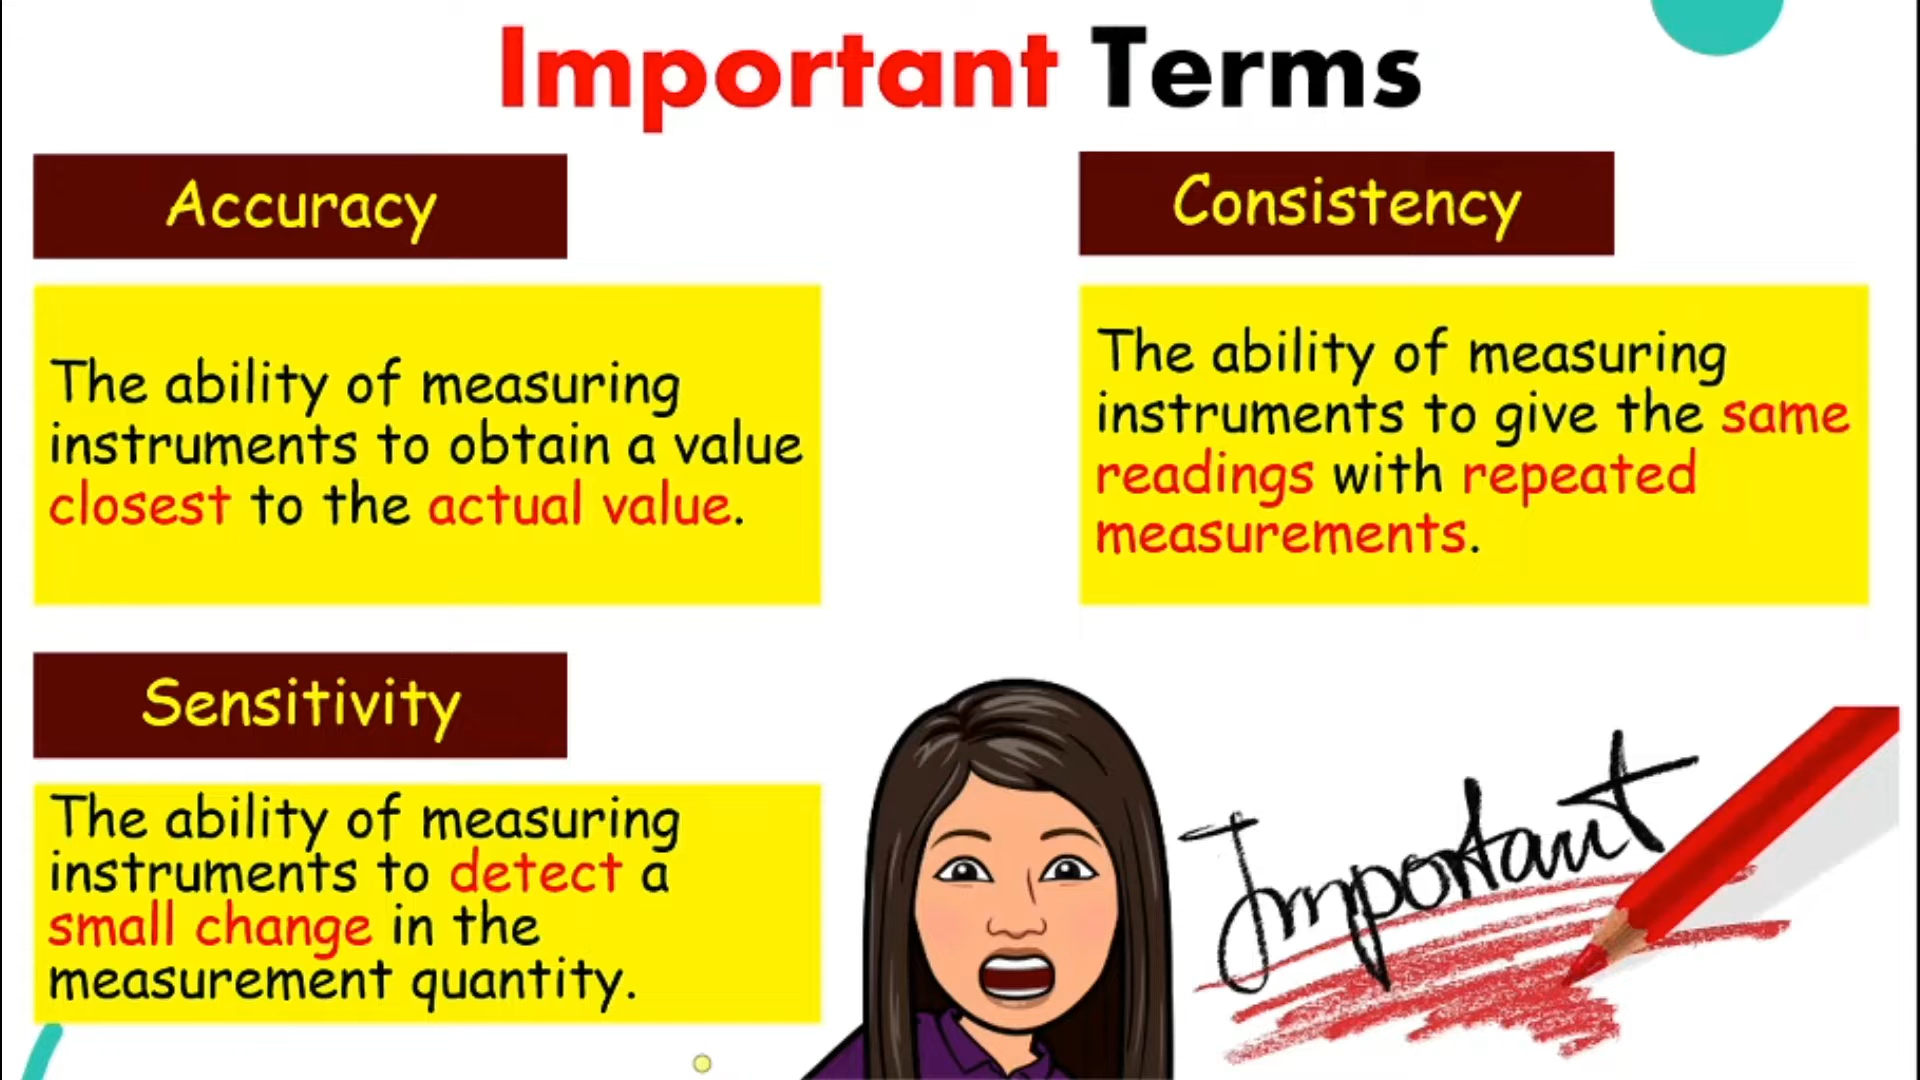 Important Terms
Accuracy
The ability of measuring
instruments to obtain a value
closest to the actual value.
Consistency
The ability of measuring
instruments to give the same
readings with repeated
measurements.
Sensitivity
The ability of measuring
instruments to detect a
small change in the
measurement quantity.
Important